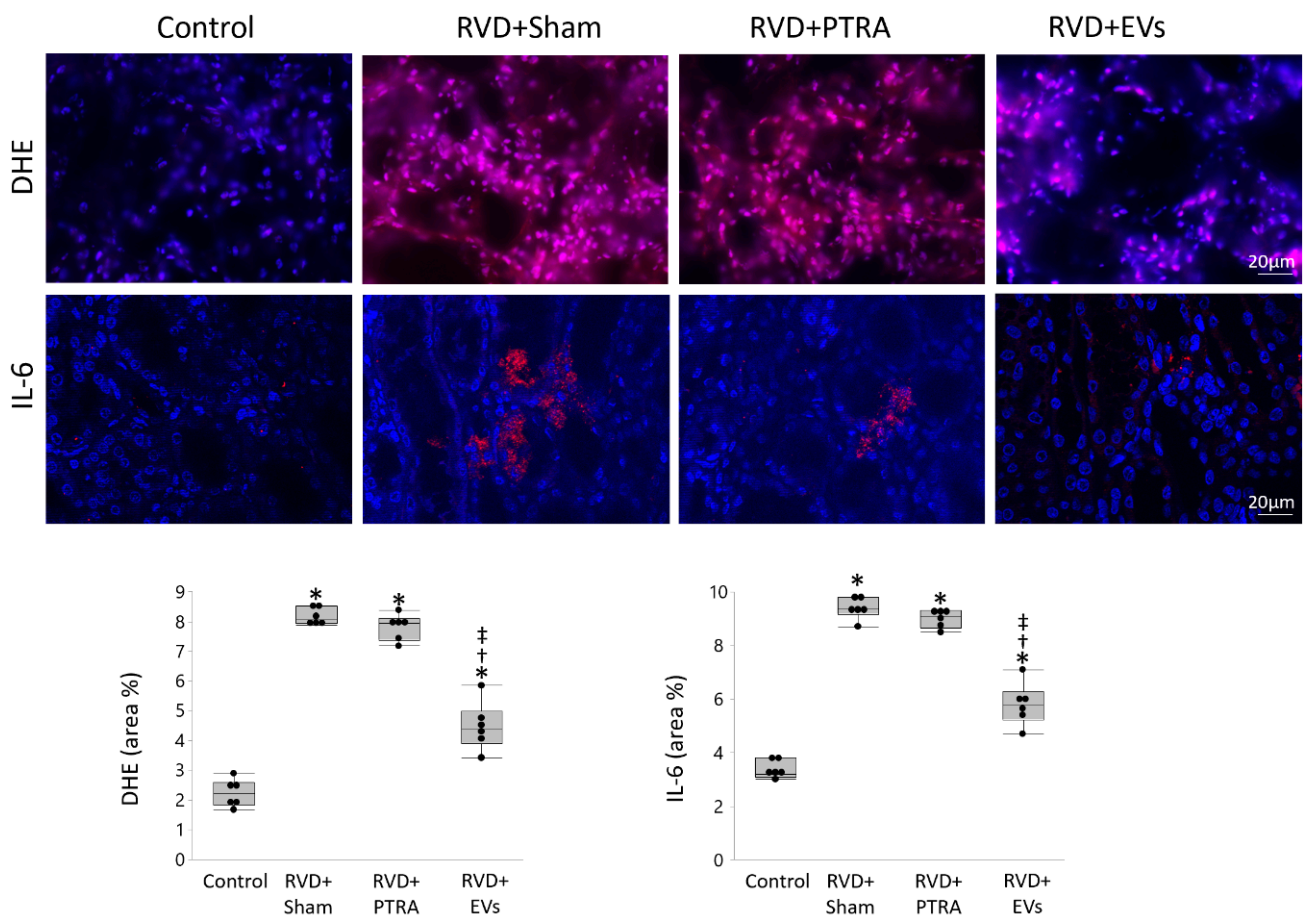 Control RVD+Sham RVD+PTRA RVD+EVs
DHE
20µm
IL-6
20µm
DHE (area %)
9
8
7
6
5
4
3
2
1
0
* * ‡
†
*
Control RVD+ RVD+ RVD+
Sham PTRA EVs
IL-6 (area %)
10
8
6
4
2
0
* * ‡
†
*
Control RVD+ RVD+ RVD+
Sham PTRA EVs